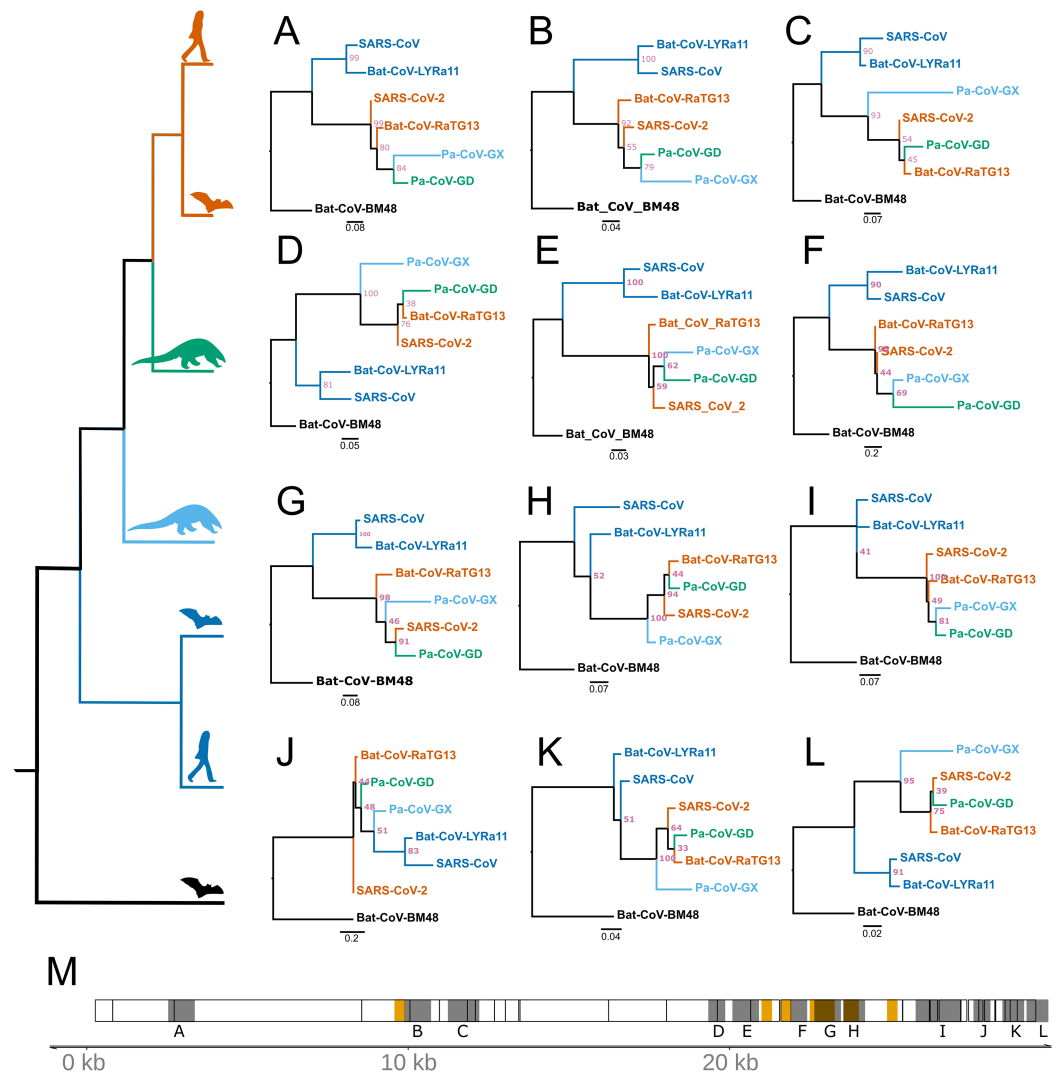 A
SARS-CoV
99
Bat-CoV-LYRa11
SARS-CoV-2
99
Bat-CoV-RaTG13
80
Pa-CoV-GX
84
Pa-CoV-GD
Bat-CoV-BM48
0.08
B
Bat-CoV-LYRa11
100
SARS-CoV
Bat-CoV-RaTG13
92
SARS-CoV-2
55
Pa-CoV-GD
79
Pa-CoV-GX
Bat_CoV_BM48
0.04
C
SARS-CoV
90
Bat-CoV-LYRa11
Pa-CoV-GX
93
SARS-CoV-2
54
Pa-CoV-GD
45
Bat-CoV-RaTG13
Bat-CoV-BM48
0.07
D
Pa-CoV-GX
100
Pa-CoV-GD
38
Bat-CoV-RaTG13
76
SARS-CoV-2
Bat-CoV-LYRa11
81
SARS-CoV
Bat-CoV-BM48
0.05
E
SARS-CoV
100
Bat-CoV-LYRa11
Bat_CoV_RaTG13
100
Pa-CoV-GX
62
Pa-CoV-GD
59
SARS_CoV_2
Bat_CoV_BM48
0.03
F
Bat-CoV-LYRa11
90
SARS-CoV
Bat-CoV-RaTG13
SARS-CoV-2
44
Pa-CoV-GX
69
Pa-CoV-GD
Bat-CoV-BM48
0.2
G
SARS-CoV
100
Bat-CoV-LYRa11
Bat-CoV-RaTG13
98
Pa-CoV-GX
46
SARS-CoV-2
91
Pa-CoV-GD
Bat-CoV-BM48
0.08
H
SARS-CoV
Bat-CoV-LYRa11
52
Bat-CoV-RaTG13
44
Pa-CoV-GD
94
SARS-CoV-2
100
Pa-CoV-GX
Bat-CoV-BM48
0.07
I
SARS-CoV
Bat-CoV-LYRa11
41
SARS-CoV-2
100
Bat-CoV-RaTG13
49
Pa-CoV-GX
81
Pa-CoV-GD
Bat-CoV-BM48
0.07
J
Bat-CoV-RaTG13
44
Pa-CoV-GD
48
Pa-CoV-GX
51
Bat-CoV-LYRa11
83
SARS-CoV
SARS-CoV-2
Bat-CoV-BM48
0.2
K
Bat-CoV-LYRa11
SARS-CoV
51
SARS-CoV-2
64
Pa-CoV-GD
33
Bat-CoV-RaTG13
100
Pa-CoV-GX
Bat-CoV-BM48
0.04
L
Pa-CoV-GX
95
SARS-CoV-2
39
Pa-CoV-GD
75
Bat-CoV-RaTG13
SARS-CoV
91
Bat-CoV-LYRa11
Bat-CoV-BM48
0.02
M
A B C D E F G H I J K L
0 kb 10 kb 20 kb